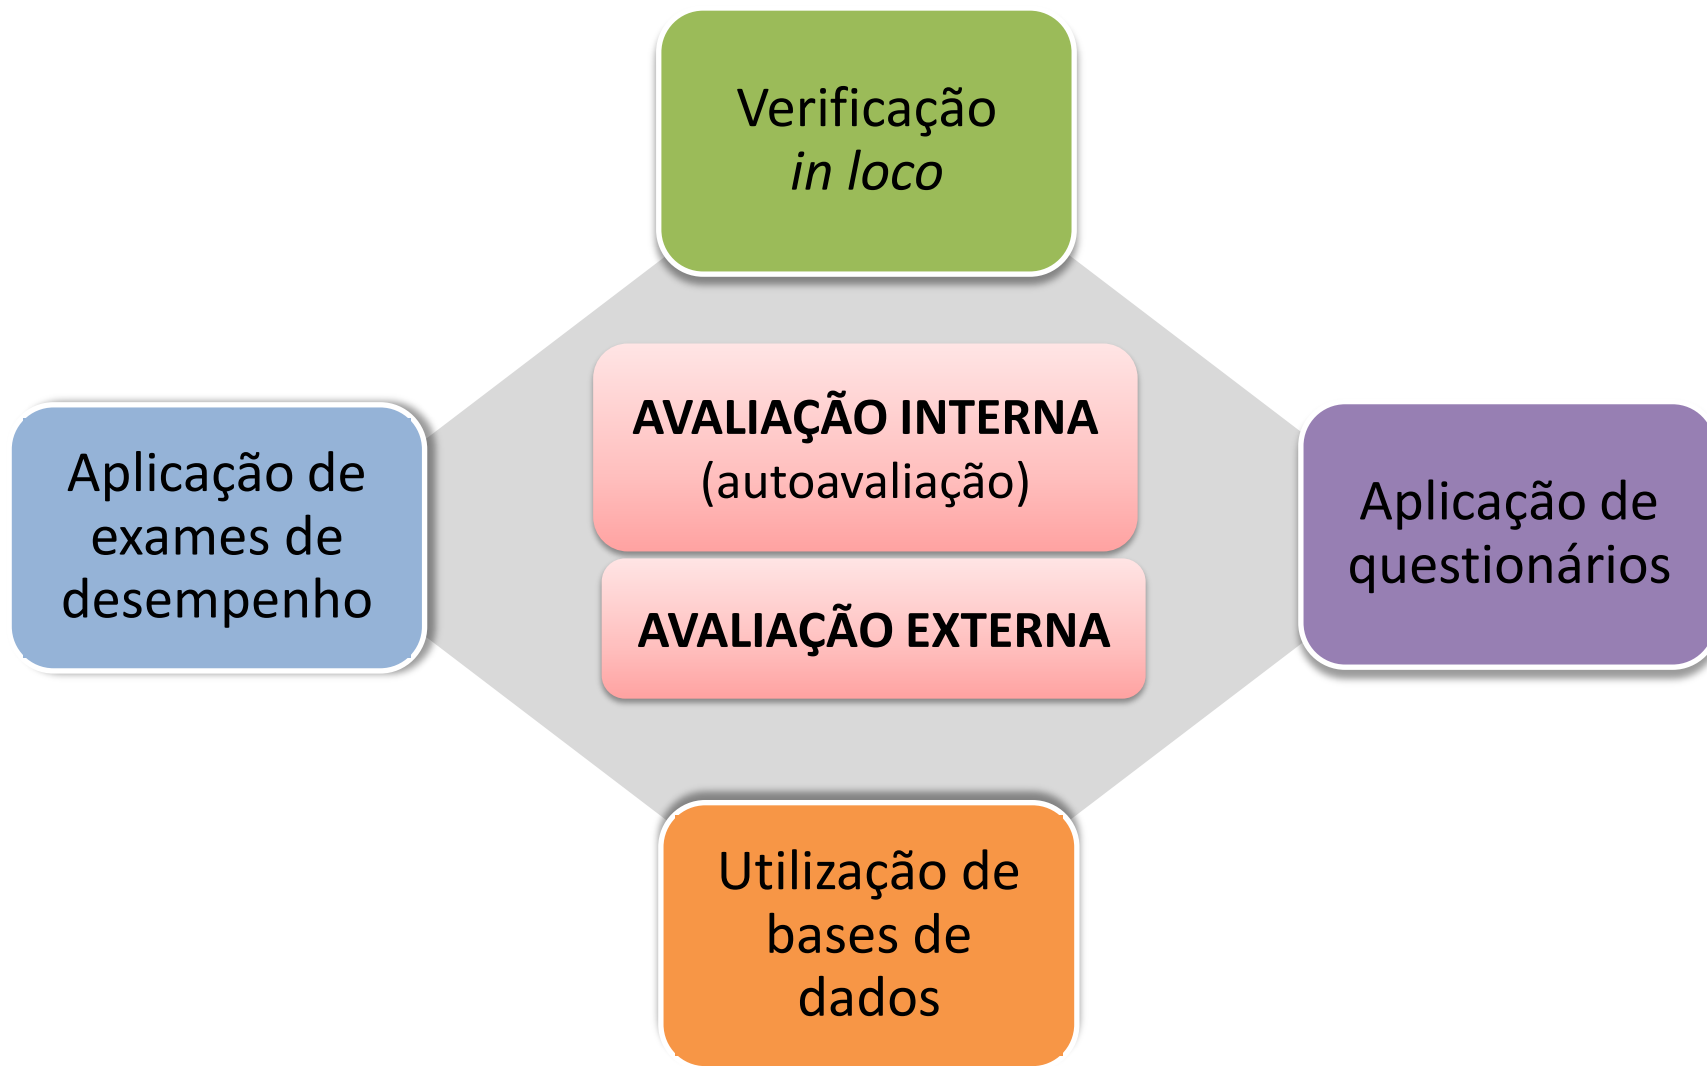 Verificação
in loco
AVALIAÇÃO INTERNA
(autoavaliação)
AVALIAÇÃO EXTERNA
Aplicação de
exames de
desempenho
Aplicação de
questionários
Utilização de
bases de
dados